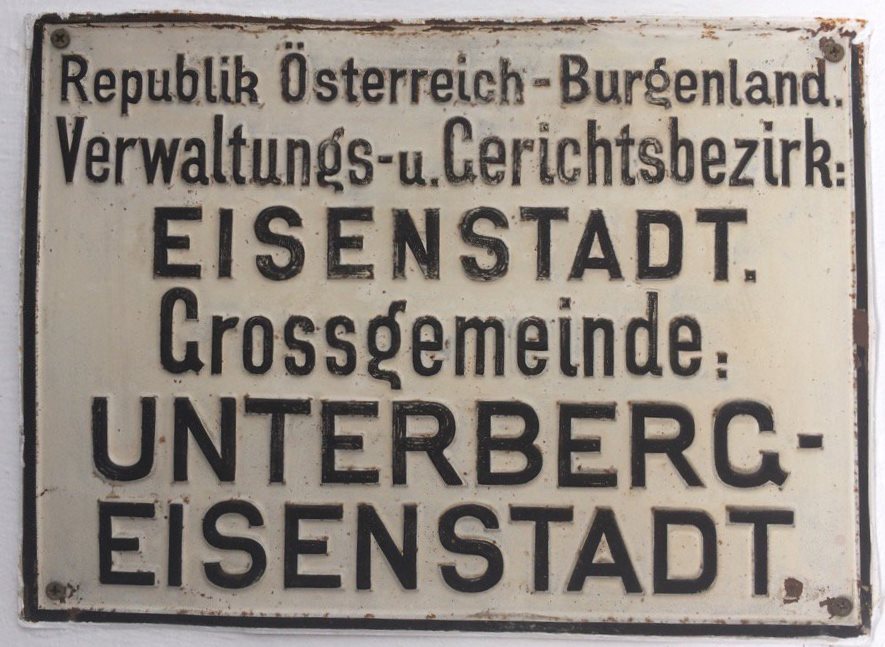 Republik Österreich-Burgenland.
Verwaltungs-u.Gerichtsbezirk:
EISENSTADT.
Grossgemeinde:
UNTERBERG-
EISENSTADT